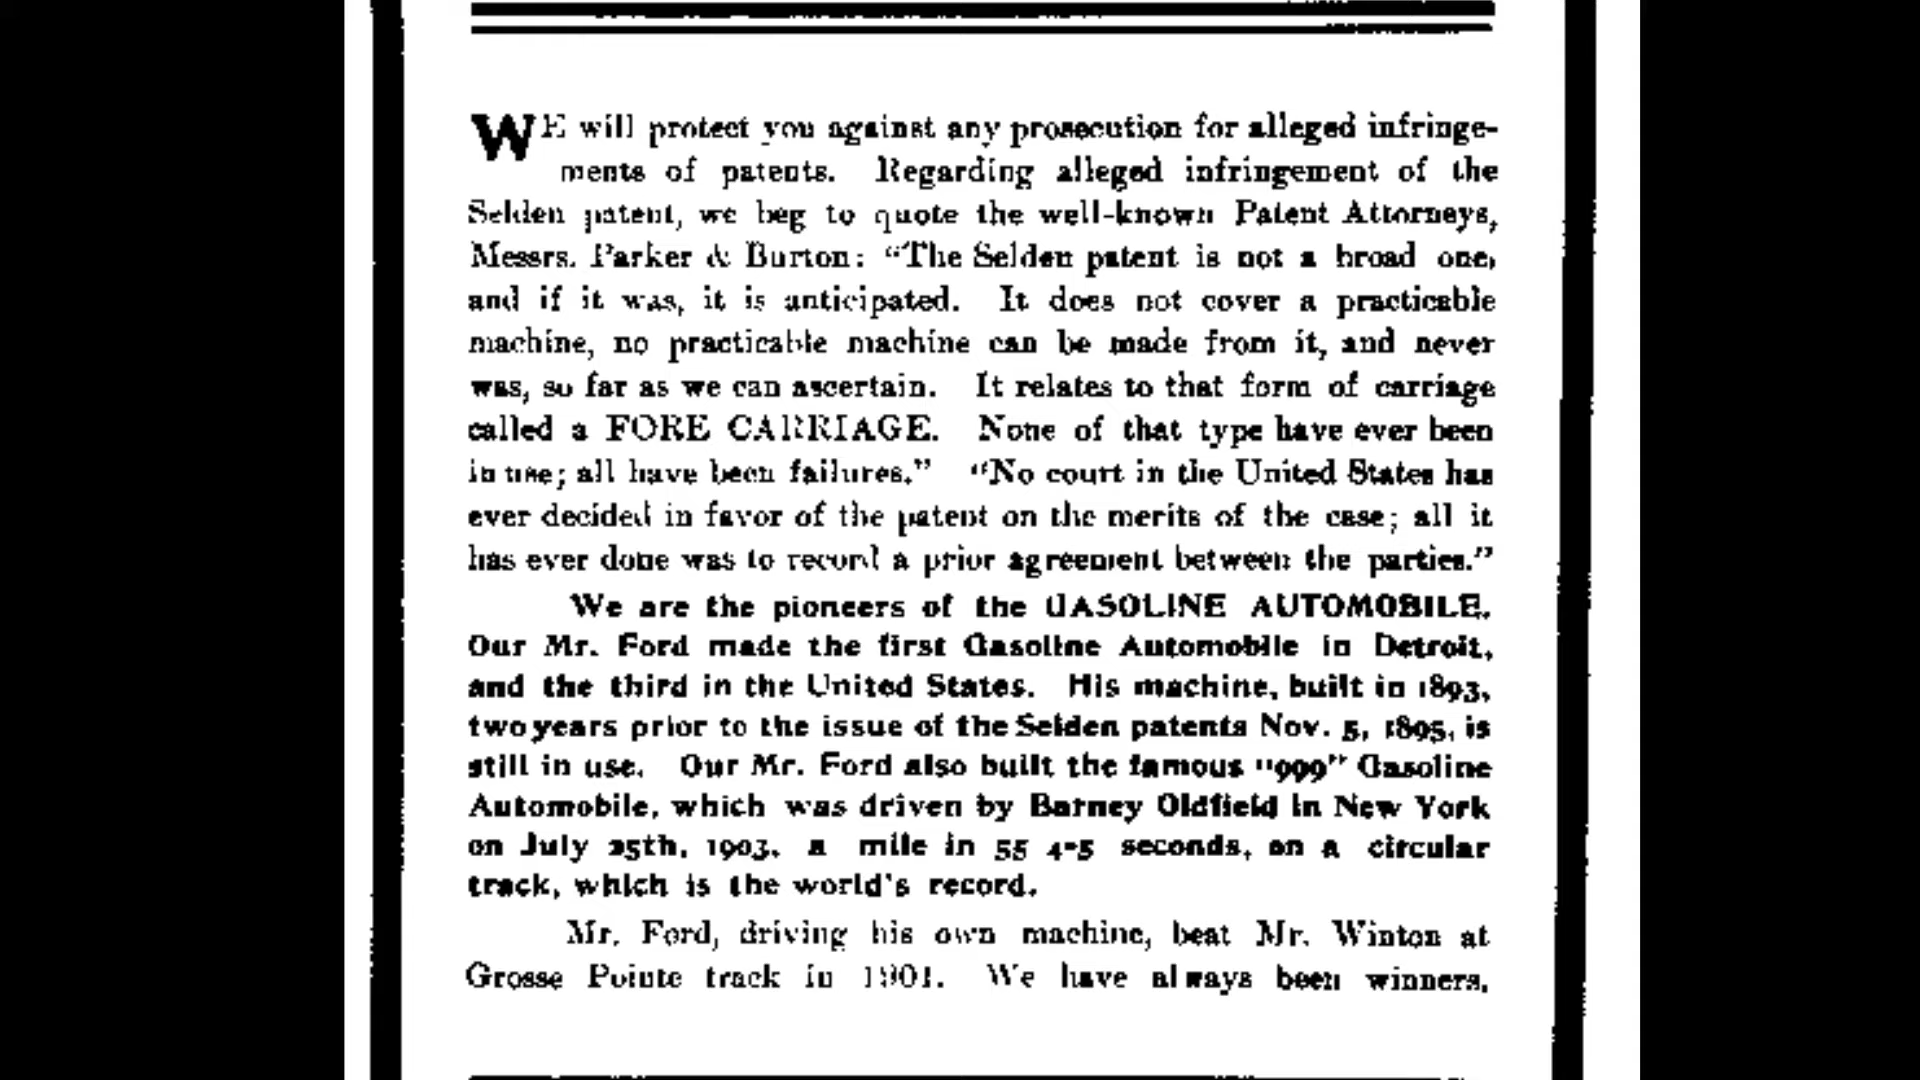 WE will protect you against any prosecution for alleged infringe-
ments of patents. Regarding alleged infringement of the
Selden patent, we beg to quote the well-known Patent Attorneys,
Messrs. Parker & Burton: "The Selden patent is not a broad one,
and if it was, it is anticipated. It does not cover a practicable
machine, no practicable machine can be made from it, and never
was, so far as we can ascertain. It relates to that form of carriage
called a FORE CARRIAGE. None of that type have ever been
in use; all have been failures." "No court in the United States has
ever decided in favor of the patent on the merits of the case; all it
has ever done was to record a prior agreement between the parties."
We are the pioneers of the GASOLINE AUTOMOBILE.
Our Mr. Ford made the first Gasoline Automobile in Detroit,
and the third in the United States. His machine, built in 1893,
two years prior to the issue of the Selden patents Nov. 5, 1895, is
still in use. Our Mr. Ford also built the famous "999" Gasoline
Automobile, which was driven by Barney Oldfield in New York
on July 25th, 1903, a mile in 55 4-5 seconds, on a circular
track, which is the world's record.
Mr. Ford, driving his own machine, beat Mr. Winton at
Grosse Pointe track in 1901. We have always been winners.